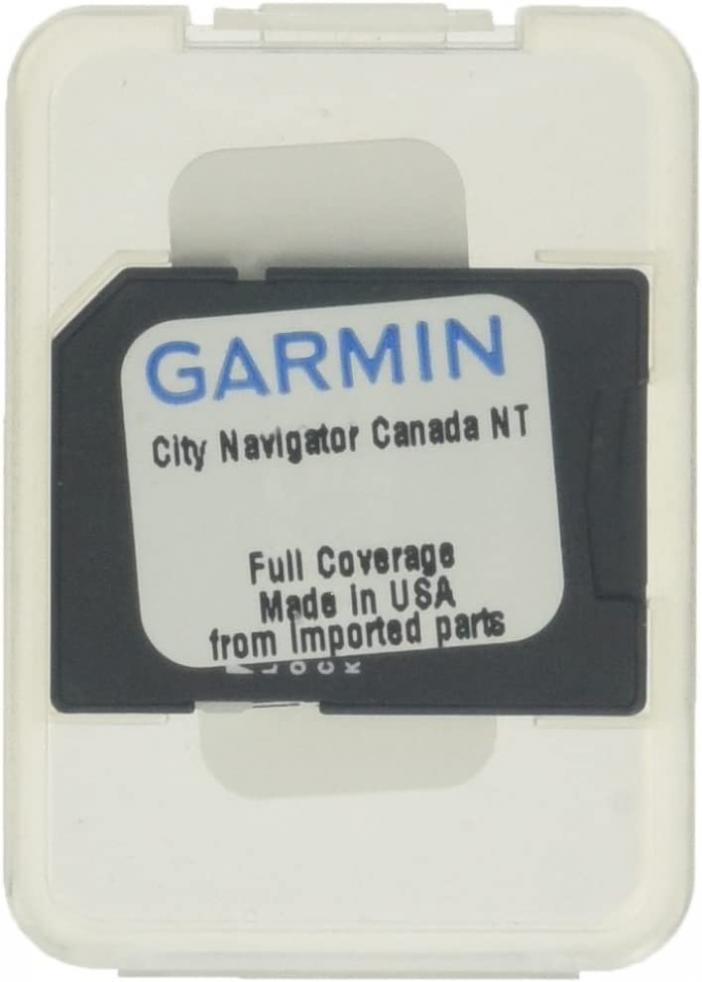 GARMIN
City Navigator Canada NT
Full Coverage
Made in USA
from imported parts
LOCK